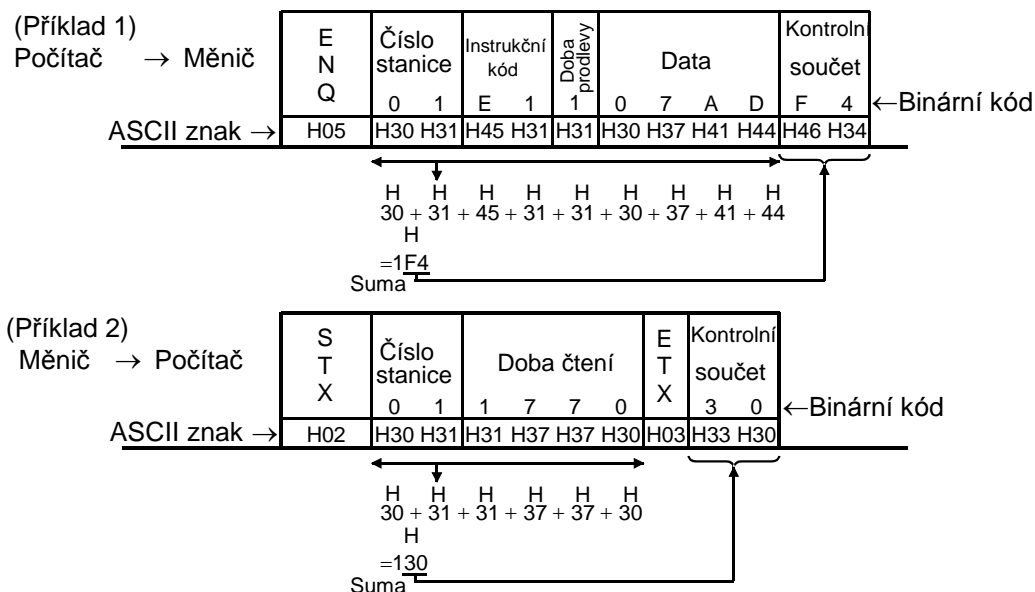 (Příklad 1)
Počítač → Měnič
E
N
Q
Číslo
stanice
Instrukční
kód
Doba
prodlevy
Data
Kontrolní
součet
0 1 E 1 1 0 7 A D F 4 ←Binární kód
ASCII znak → H05 H30 H31 H45 H31 H31 H30 H37 H41 H44 H46 H34
H H H H H H H H H
30 + 31 + 45 + 31 + 31 + 30 + 37 + 41 + 44
H
=1F4
Suma
(Příklad 2)
Měnič → Počítač
S
T
X
Číslo
stanice
Doba čtení
E
T
X
Kontrolní
součet
0 1 1 7 7 0 3 0 ←Binární kód
ASCII znak → H02 H30 H31 H31 H37 H37 H30 H03 H33 H30
H H H H H H
30 + 31 + 31 + 37 + 37 + 30
H
=130
Suma